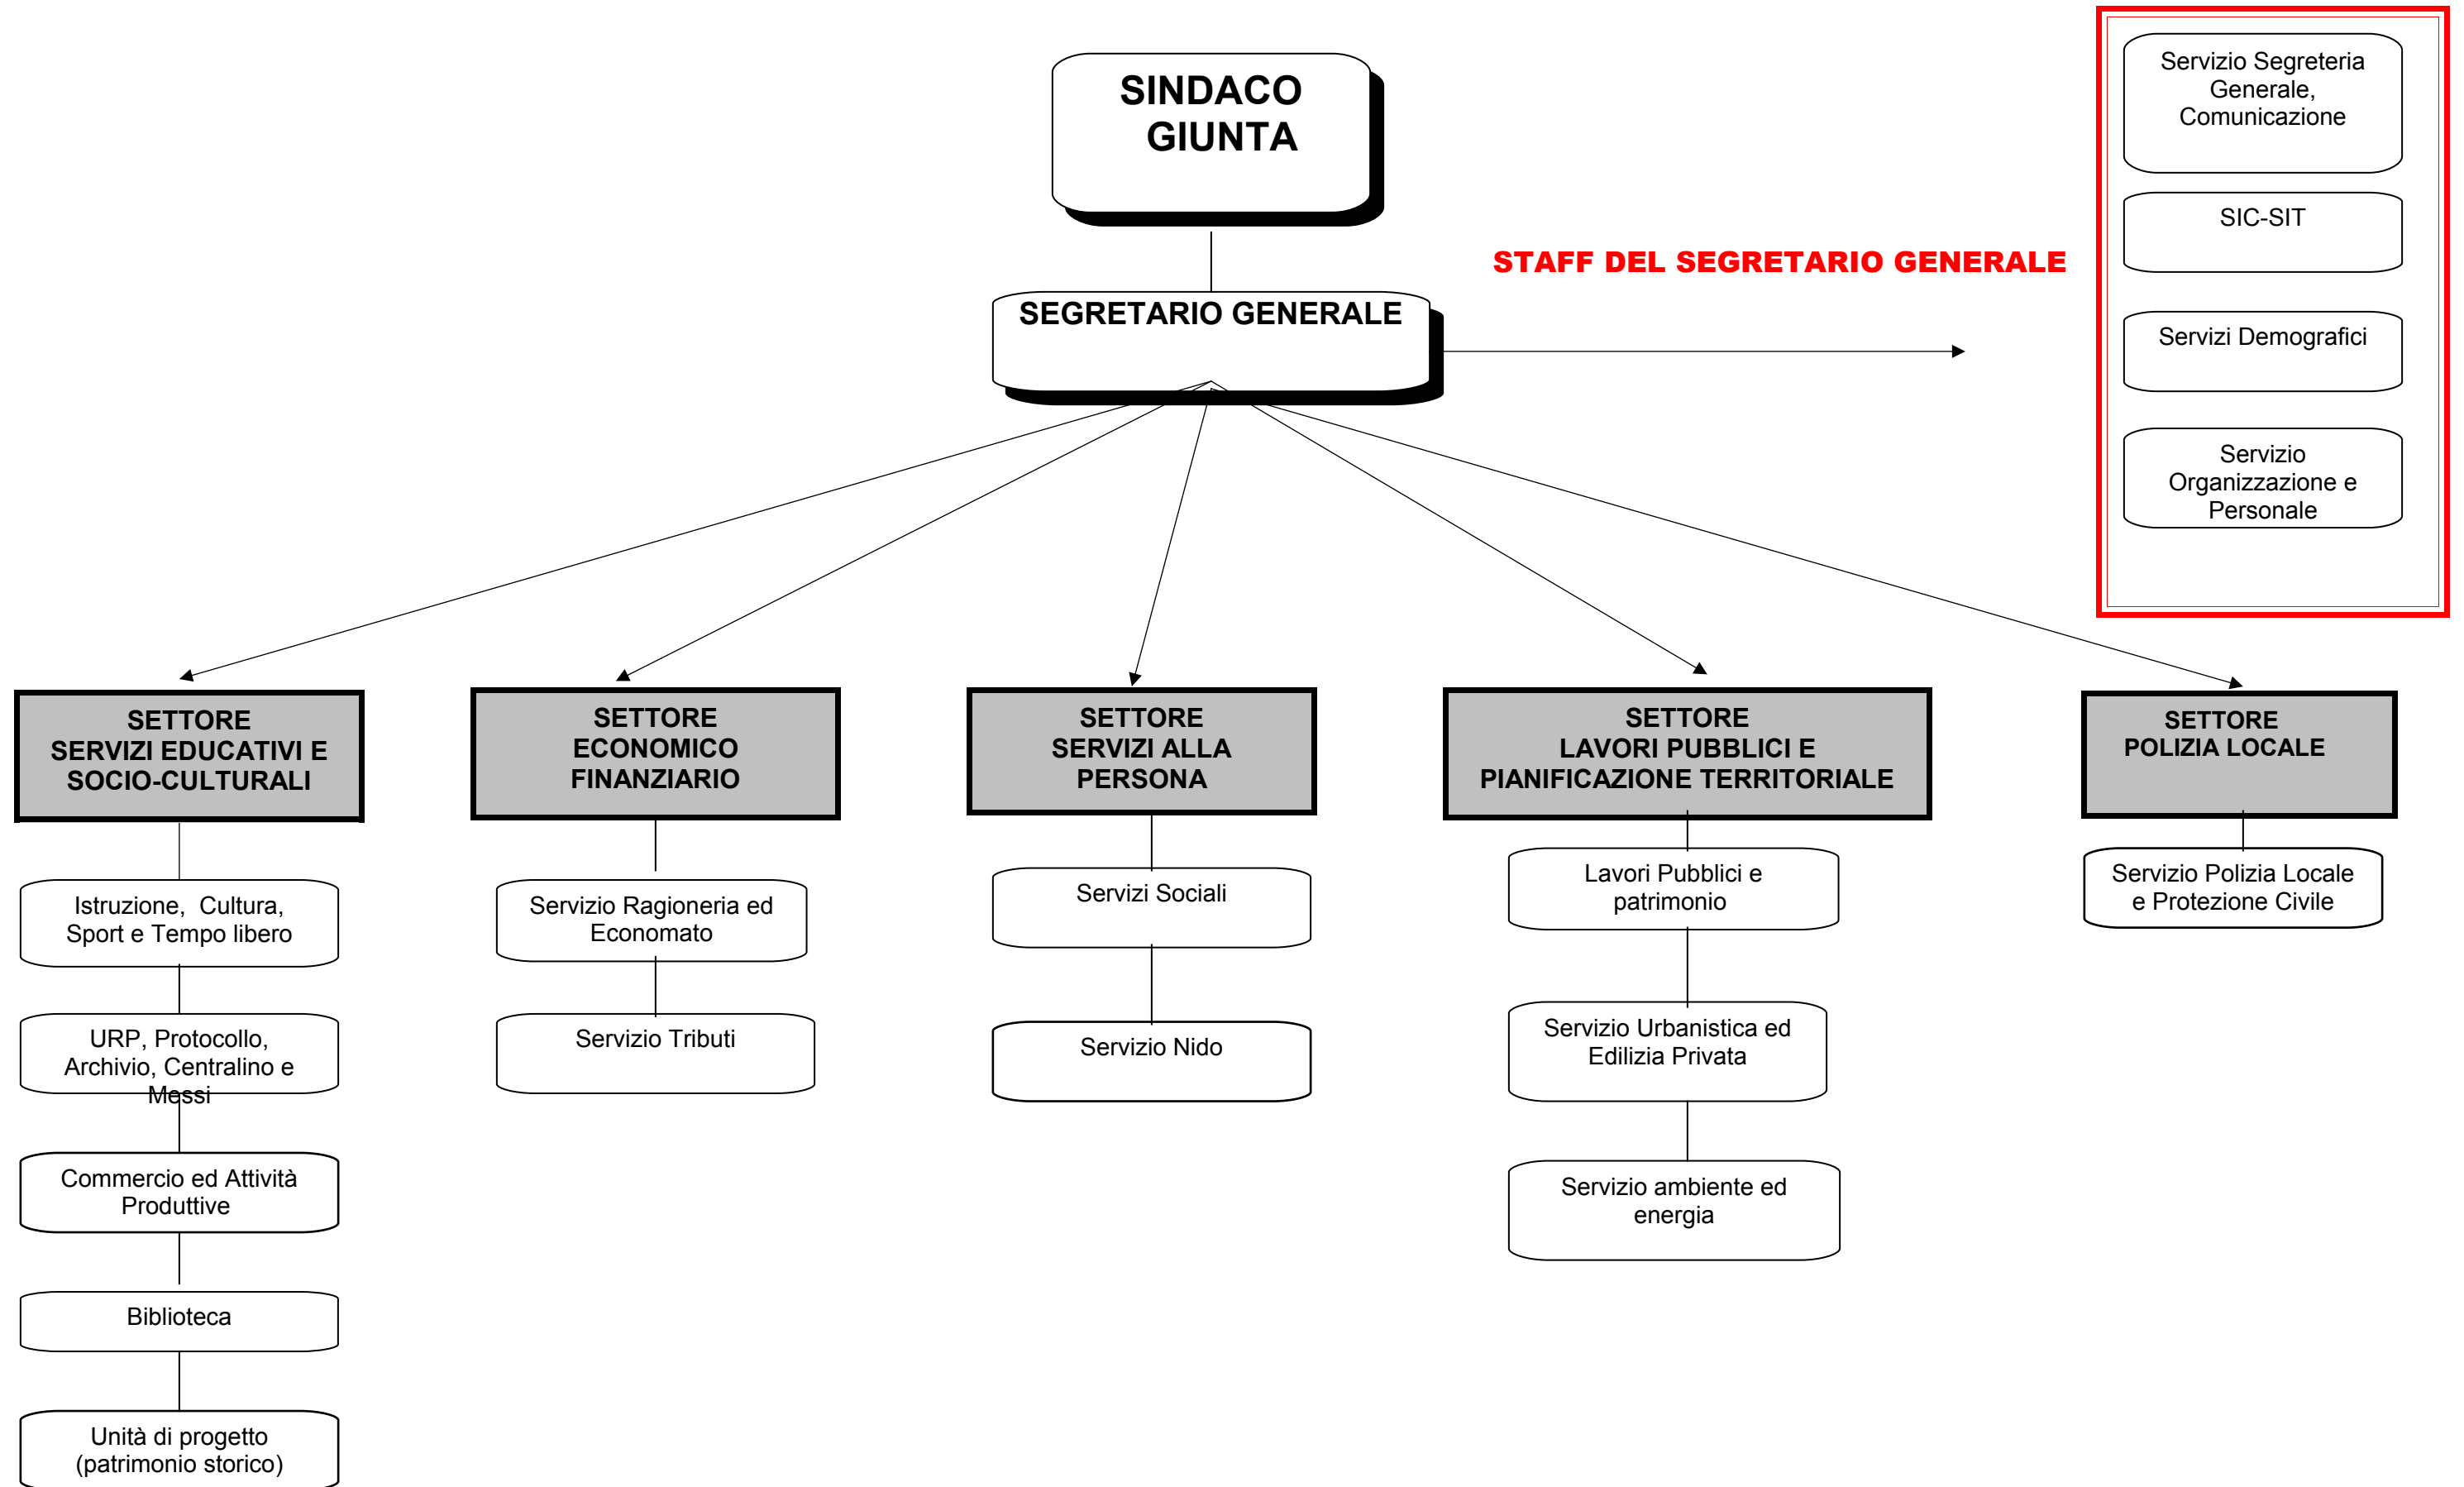 SINDACO
GIUNTA
Servizio Segreteria
Generale,
Comunicazione
SIC-SIT
STAFF DEL SEGRETARIO GENERALE
SEGRETARIO GENERALE
Servizi Demografici
Servizio
Organizzazione e
Personale
SETTORE
SERVIZI EDUCATIVI E
SOCIO-CULTURALI
SETTORE
ECONOMICO
FINANZIARIO
SETTORE
SERVIZI ALLA
PERSONA
SETTORE
LAVORI PUBBLICI E
PIANIFICAZIONE TERRITORIALE
SETTORE
POLIZIA LOCALE
Istruzione, Cultura,
Sport e Tempo libero
URP, Protocollo,
Archivio, Centralino e
Messi
Commercio ed Attività
Produttive
Biblioteca
Unità di progetto
(patrimonio storico)
Servizio Ragioneria ed
Economato
Servizio Tributi
Servizi Sociali
Servizio Nido
Lavori Pubblici e
patrimonio
Servizio Urbanistica ed
Edilizia Privata
Servizio ambiente ed
energia
Servizio Polizia Locale
e Protezione Civile